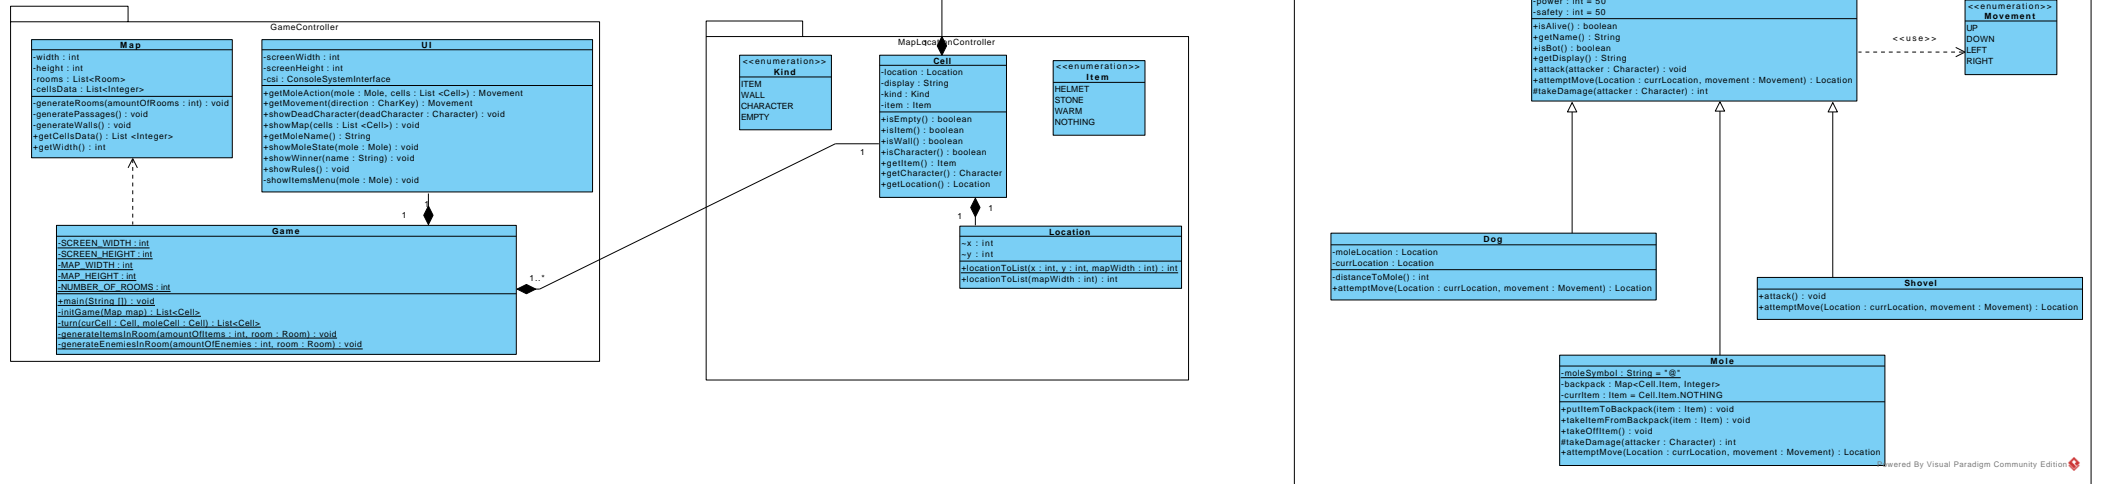 GameController
Map
-width : int
-height : int
-rooms : List<Room>
-cellsData : List<Integer>
-generateRooms(amountOfRooms : int) : void
-generatePassages() : void
-generateWalls() : void
+getCellsData() : List <Integer>
+getWidth() : int
UI
-screenWidth : int
-screenHeight : int
-csi : ConsoleSystemInterface
+getMoleAction(mole : Mole, cells : List <Cell>) : Movement
+getMovement(direction : CharKey) : Movement
+showDeadCharacter(deadCharacter : Character) : void
+showMap(cells : List <Cell>) : void
+getMoleName() : String
+showMoleState(mole : Mole) : void
+showWinner(name : String) : void
+showRules() : void
-showItemsMenu(mole : Mole) : void
1
1
Game
-SCREEN_WIDTH : int
-SCREEN_HEIGHT : int
-MAP_WIDTH : int
-MAP_HEIGHT : int
-NUMBER_OF_ROOMS : int
+main(String []) : void
-initGame(Map map) : List<Cell>
-turn(curCell : Cell, moleCell : Cell) : List<Cell>
-generateItemsInRoom(amountOfItems : int, room : Room) : void
-generateEnemiesInRoom(amountOfEnemies : int, room : Room) : void
1..*
1
MapLocationController
<<enumeration>>
Kind
ITEM
WALL
CHARACTER
EMPTY
Cell
-location : Location
-display : String
-kind : Kind
-item : Item
+isEmpty() : boolean
+isItem() : boolean
+isWall() : boolean
+isCharacter() : boolean
+getItem() : Item
+getCharacter() : Character
+getLocation() : Location
<<enumeration>>
Item
HELMET
STONE
WARM
NOTHING
1
1
Location
~x : int
~y : int
+locationToList(x : int, y : int, mapWidth : int) : int
+locationToList(mapWidth : int) : int
-power : int = 50
-safety : int = 50
+isAlive() : boolean
+getName() : String
+isBot() : boolean
+getDisplay() : String
+attack(attacker : Character) : void
+attemptMove(Location : currLocation, movement : Movement) : Location
#takeDamage(attacker : Character) : int
<<use>>
<<enumeration>>
Movement
UP
DOWN
LEFT
RIGHT
Dog
-moleLocation : Location
-currLocation : Location
-distanceToMole() : int
+attemptMove(Location : currLocation, movement : Movement) : Location
Shovel
+attack() : void
+attemptMove(Location : currLocation, movement : Movement) : Location
Mole
-moleSymbol : String = "@"
-backpack : Map<Cell.Item, Integer>
-currItem : Item = Cell.Item.NOTHING
+putItemToBackpack(item : Item) : void
+takeItemFromBackpack(item : Item) : void
+takeOffItem() : void
#takeDamage(attacker : Character) : int
+attemptMove(Location : currLocation, movement : Movement) : Location
Powered By Visual Paradigm Community Edition